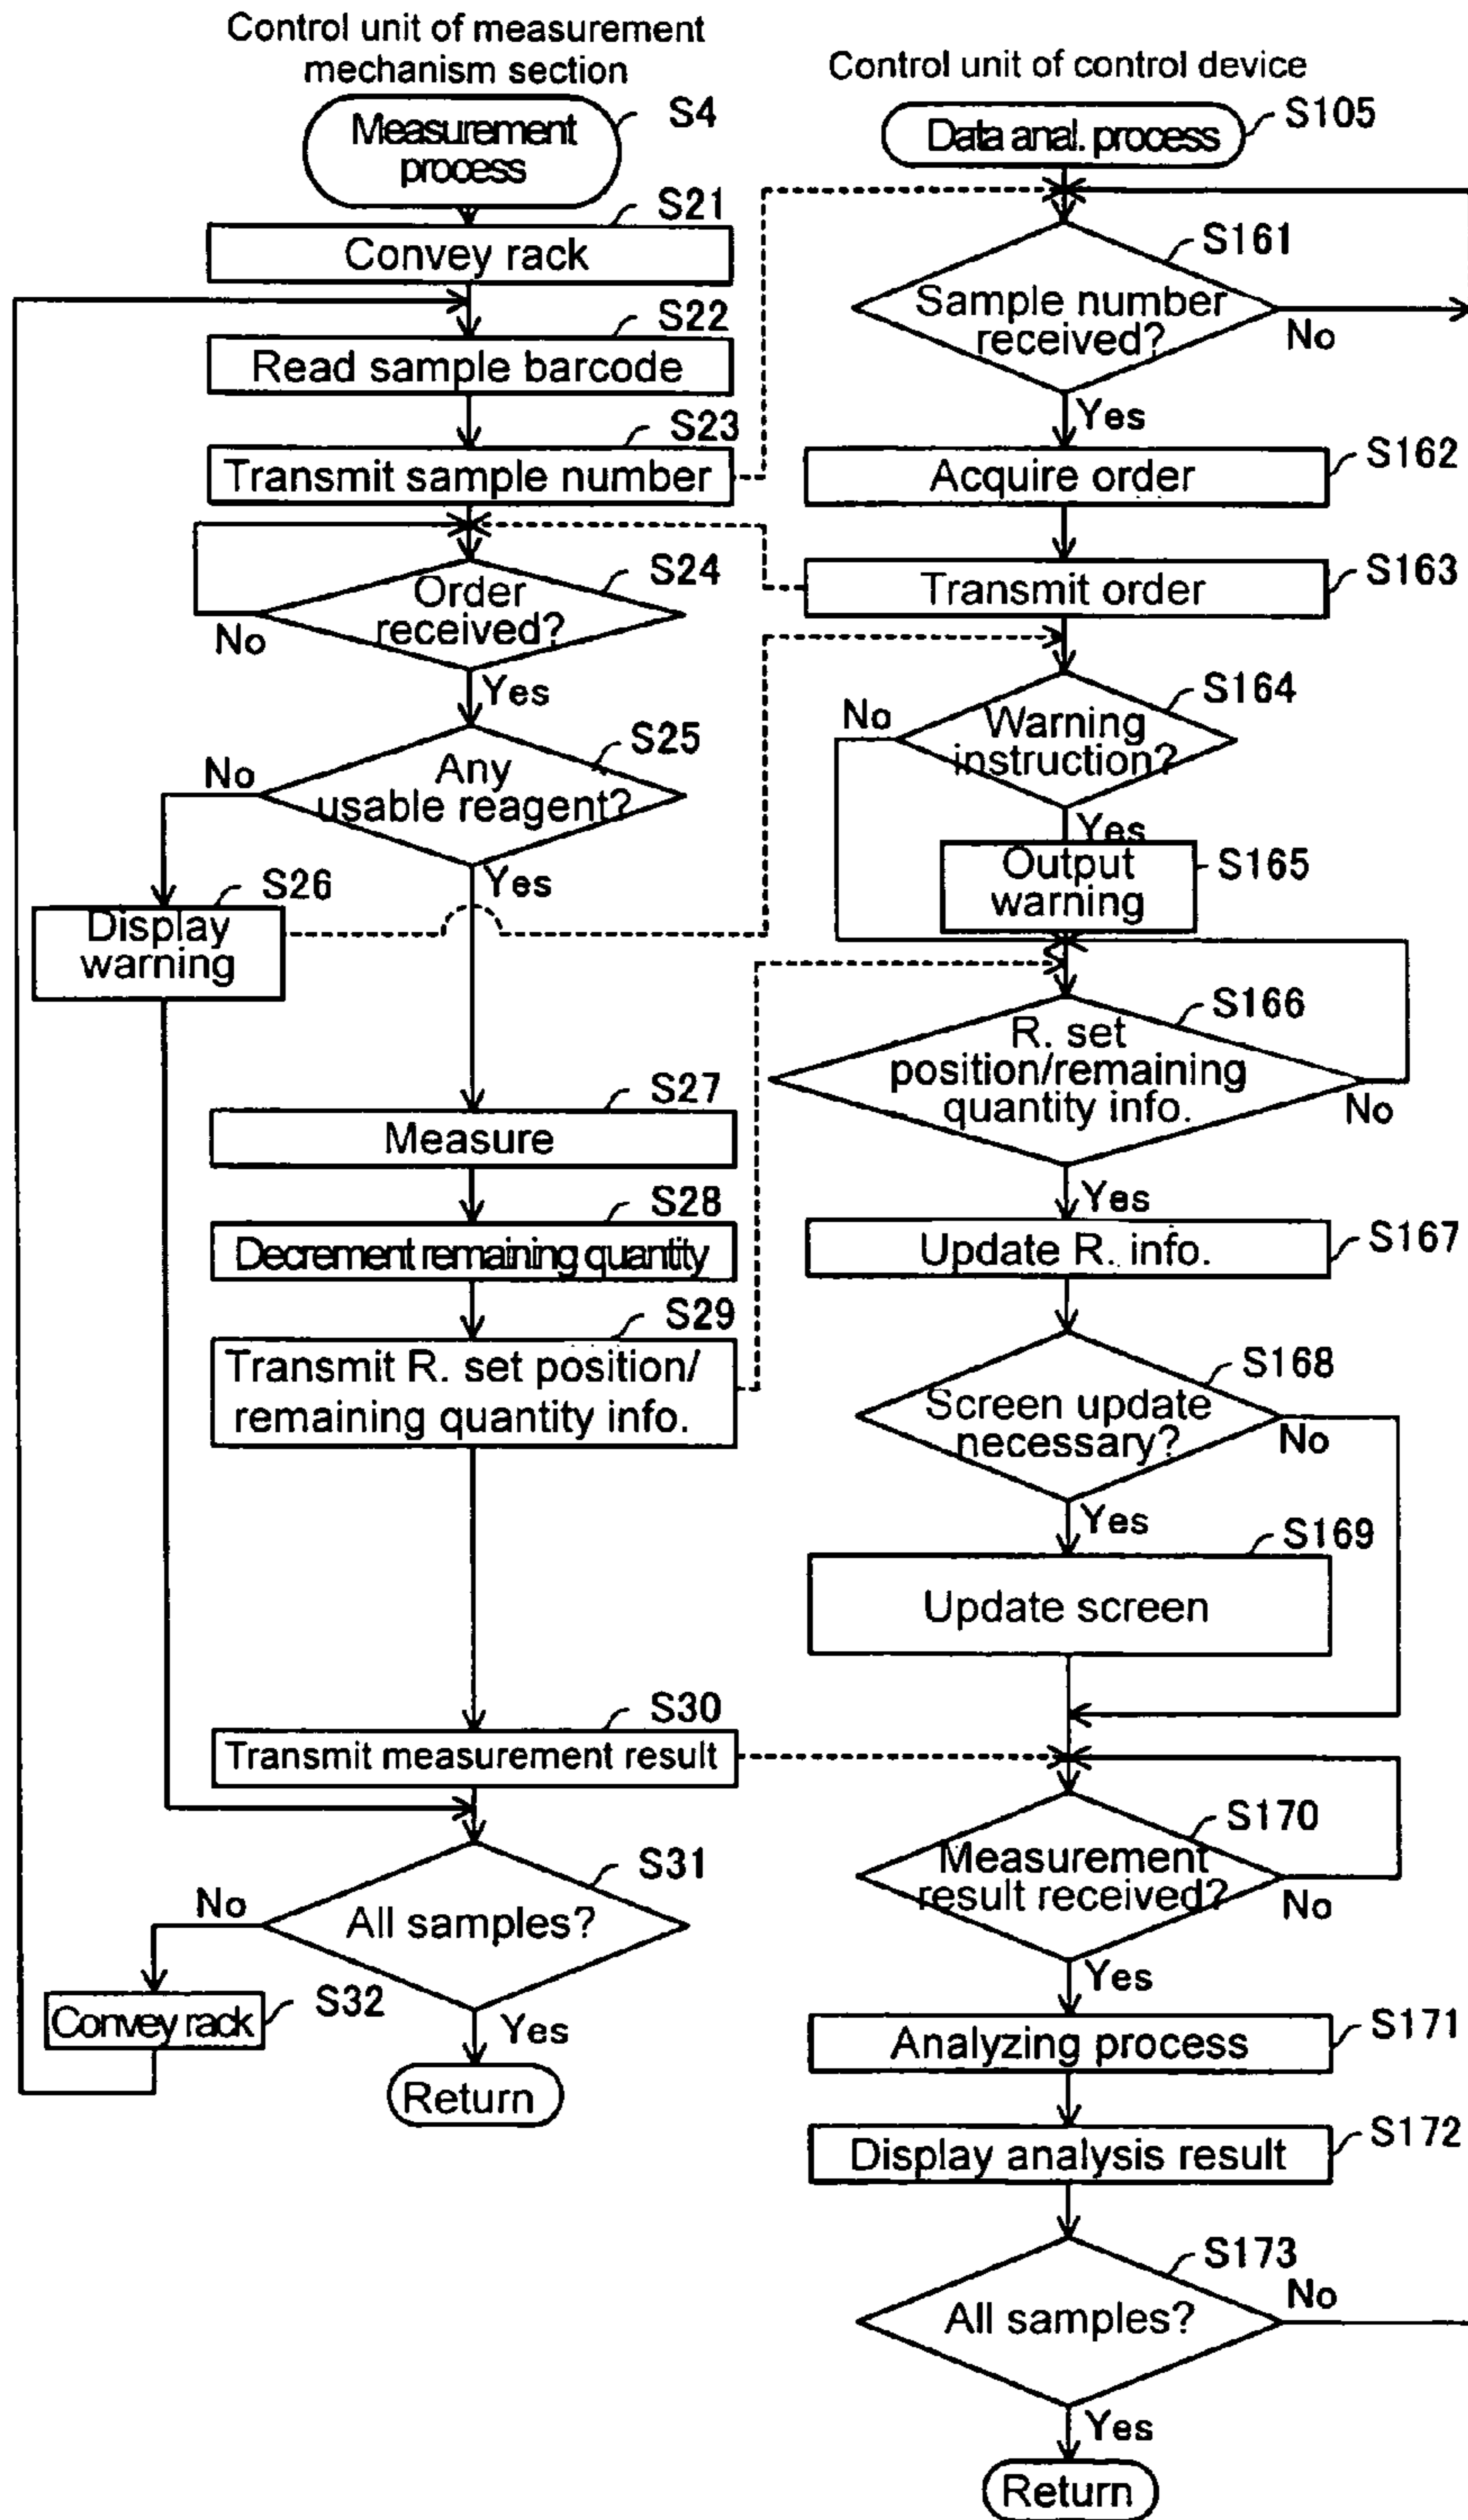 Control unit of measurement
mechanism section
Measurement
process
S4
S21
Convey rack
S22
Read sample barcode
S23
Transmit sample number
S24
Order
received?
No
Yes
S25
Any
usable reagent?
No
Yes
S26
Display
warning
S27
Measure
S28
Decrement remaining quantity
S29
Transmit R. set position/
remaining quantity info.
S30
Transmit measurement result
S31
All samples?
No
S32
Convey rack
Yes
Return
Control unit of control device
Data anal. process
S105
S161
Sample number
received?
No
Yes
Acquire order
S162
Transmit order
S163
S164
Warning
instruction?
No
Yes
Output
warning
S165
S166
R. set
position/remaining
quantity info.
No
Yes
Update R. info.
S167
S168
Screen update
necessary?
No
Yes
S169
Update screen
S170
Measurement
result received?
No
Yes
Analyzing process
S171
Display analysis result
S172
S173
All samples?
No
Yes
Return